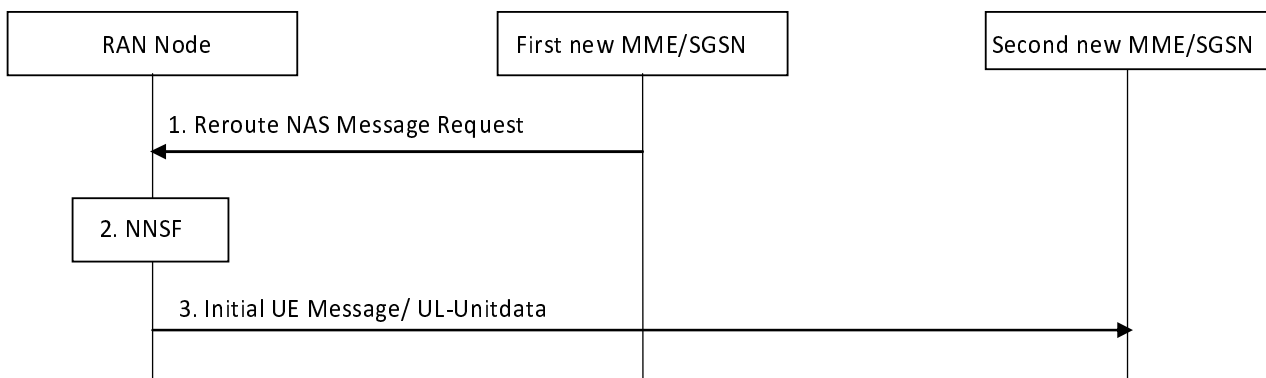 RAN Node
First new MME/SGSN
Second new MME/SGSN
1. Reroute NAS Message Request
2. NNSF
3. Initial UE Message/ UL-Unitdata